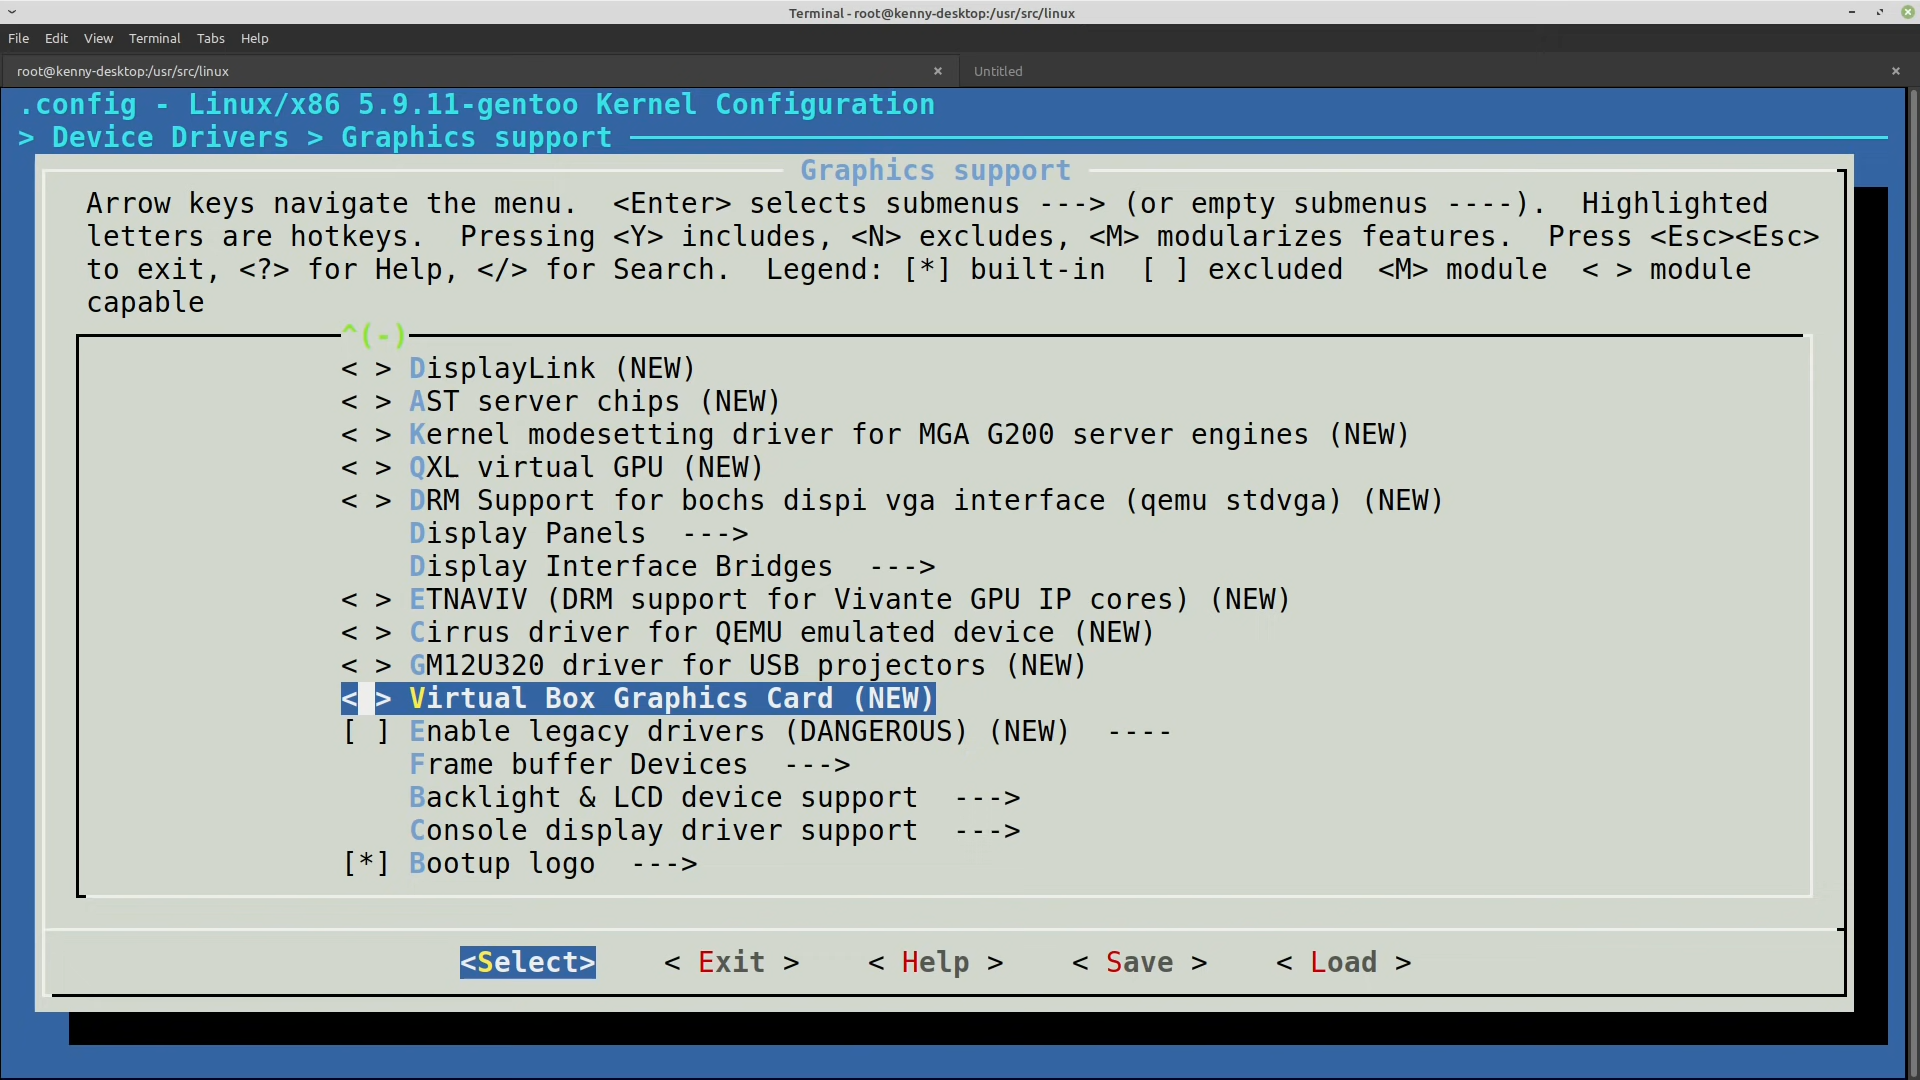 Terminal - root@kenny-desktop:/usr/src/linux
File Edit View Terminal Tabs Help
root@kenny-desktop:/usr/src/linux × Untitled ×
.config - Linux/x86 5.9.11-gentoo Kernel Configuration
> Device Drivers > Graphics support
Graphics support
Arrow keys navigate the menu.  <Enter> selects submenus ---> (or empty submenus ----).  Highlighted
letters are hotkeys.  Pressing <Y> includes, <N> excludes, <M> modularizes features.  Press <Esc><Esc>
to exit, <?> for Help, </> for Search.  Legend: [*] built-in  [ ] excluded  <M> module  < > module
capable
^(-)
< > DisplayLink (NEW)
< > AST server chips (NEW)
< > Kernel modesetting driver for MGA G200 server engines (NEW)
< > QXL virtual GPU (NEW)
< > DRM Support for bochs dispi vga interface (qemu stdvga) (NEW)
Display Panels  --->
Display Interface Bridges  --->
< > ETNAVIV (DRM support for Vivante GPU IP cores) (NEW)
< > Cirrus driver for QEMU emulated device (NEW)
< > GM12U320 driver for USB projectors (NEW)
< > Virtual Box Graphics Card (NEW)
[ ] Enable legacy drivers (DANGEROUS) (NEW)  ----
Frame buffer Devices  --->
Backlight & LCD device support  --->
Console display driver support  --->
[*] Bootup logo  --->
<Select>    < Exit >    < Help >    < Save >    < Load >